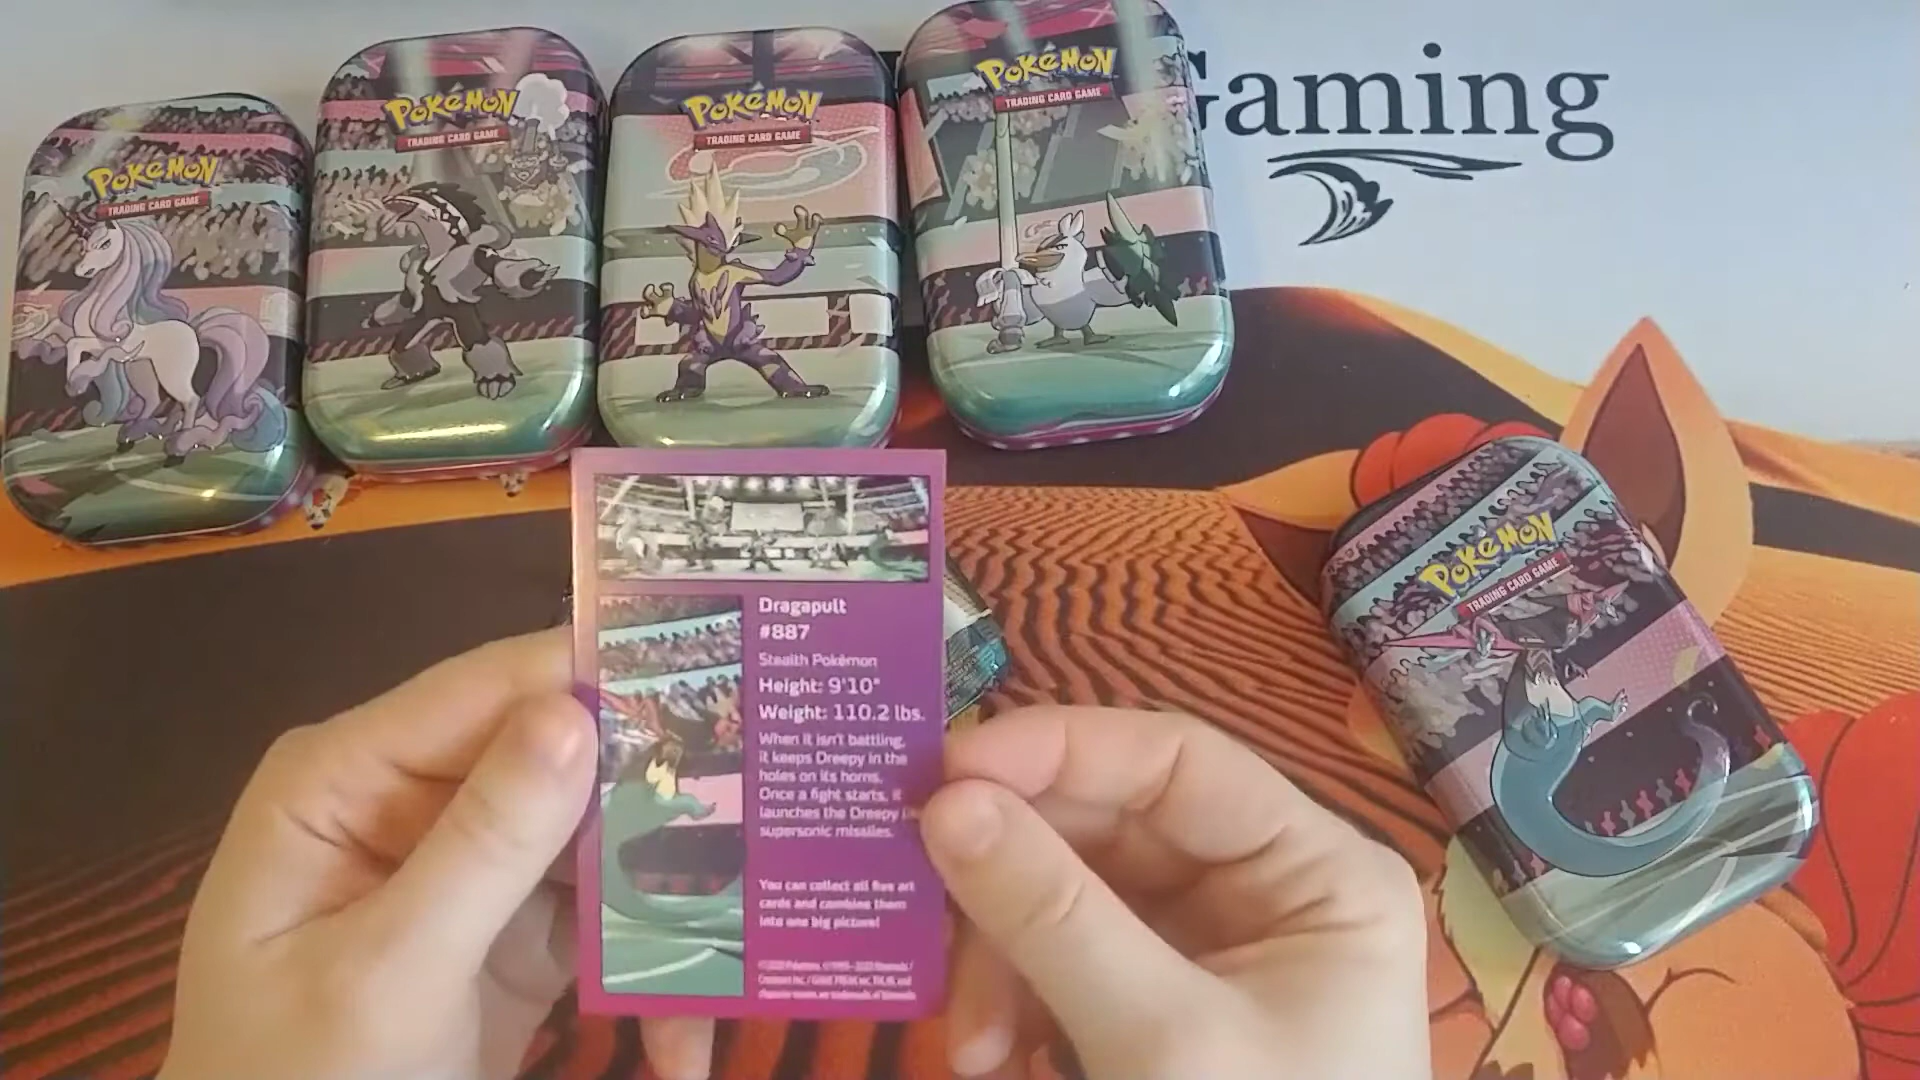 Pokémon
TRADING CARD GAME
Pokémon
TRADING CARD GAME
Pokémon
TRADING CARD GAME
Pokémon
TRADING CARD GAME
Gaming
Pokémon
TRADING CARD GAME
Dragapult
#887
Stealth Pokémon
Height: 9'10"
Weight: 110.2 lbs.
When it isn't battling,
it keeps Dreepy in the
holes on its horns.
Once a fight starts, it
launches the Dreepy
supersonic missiles.
You can collect all five art
cards and combine them
into one big picture!